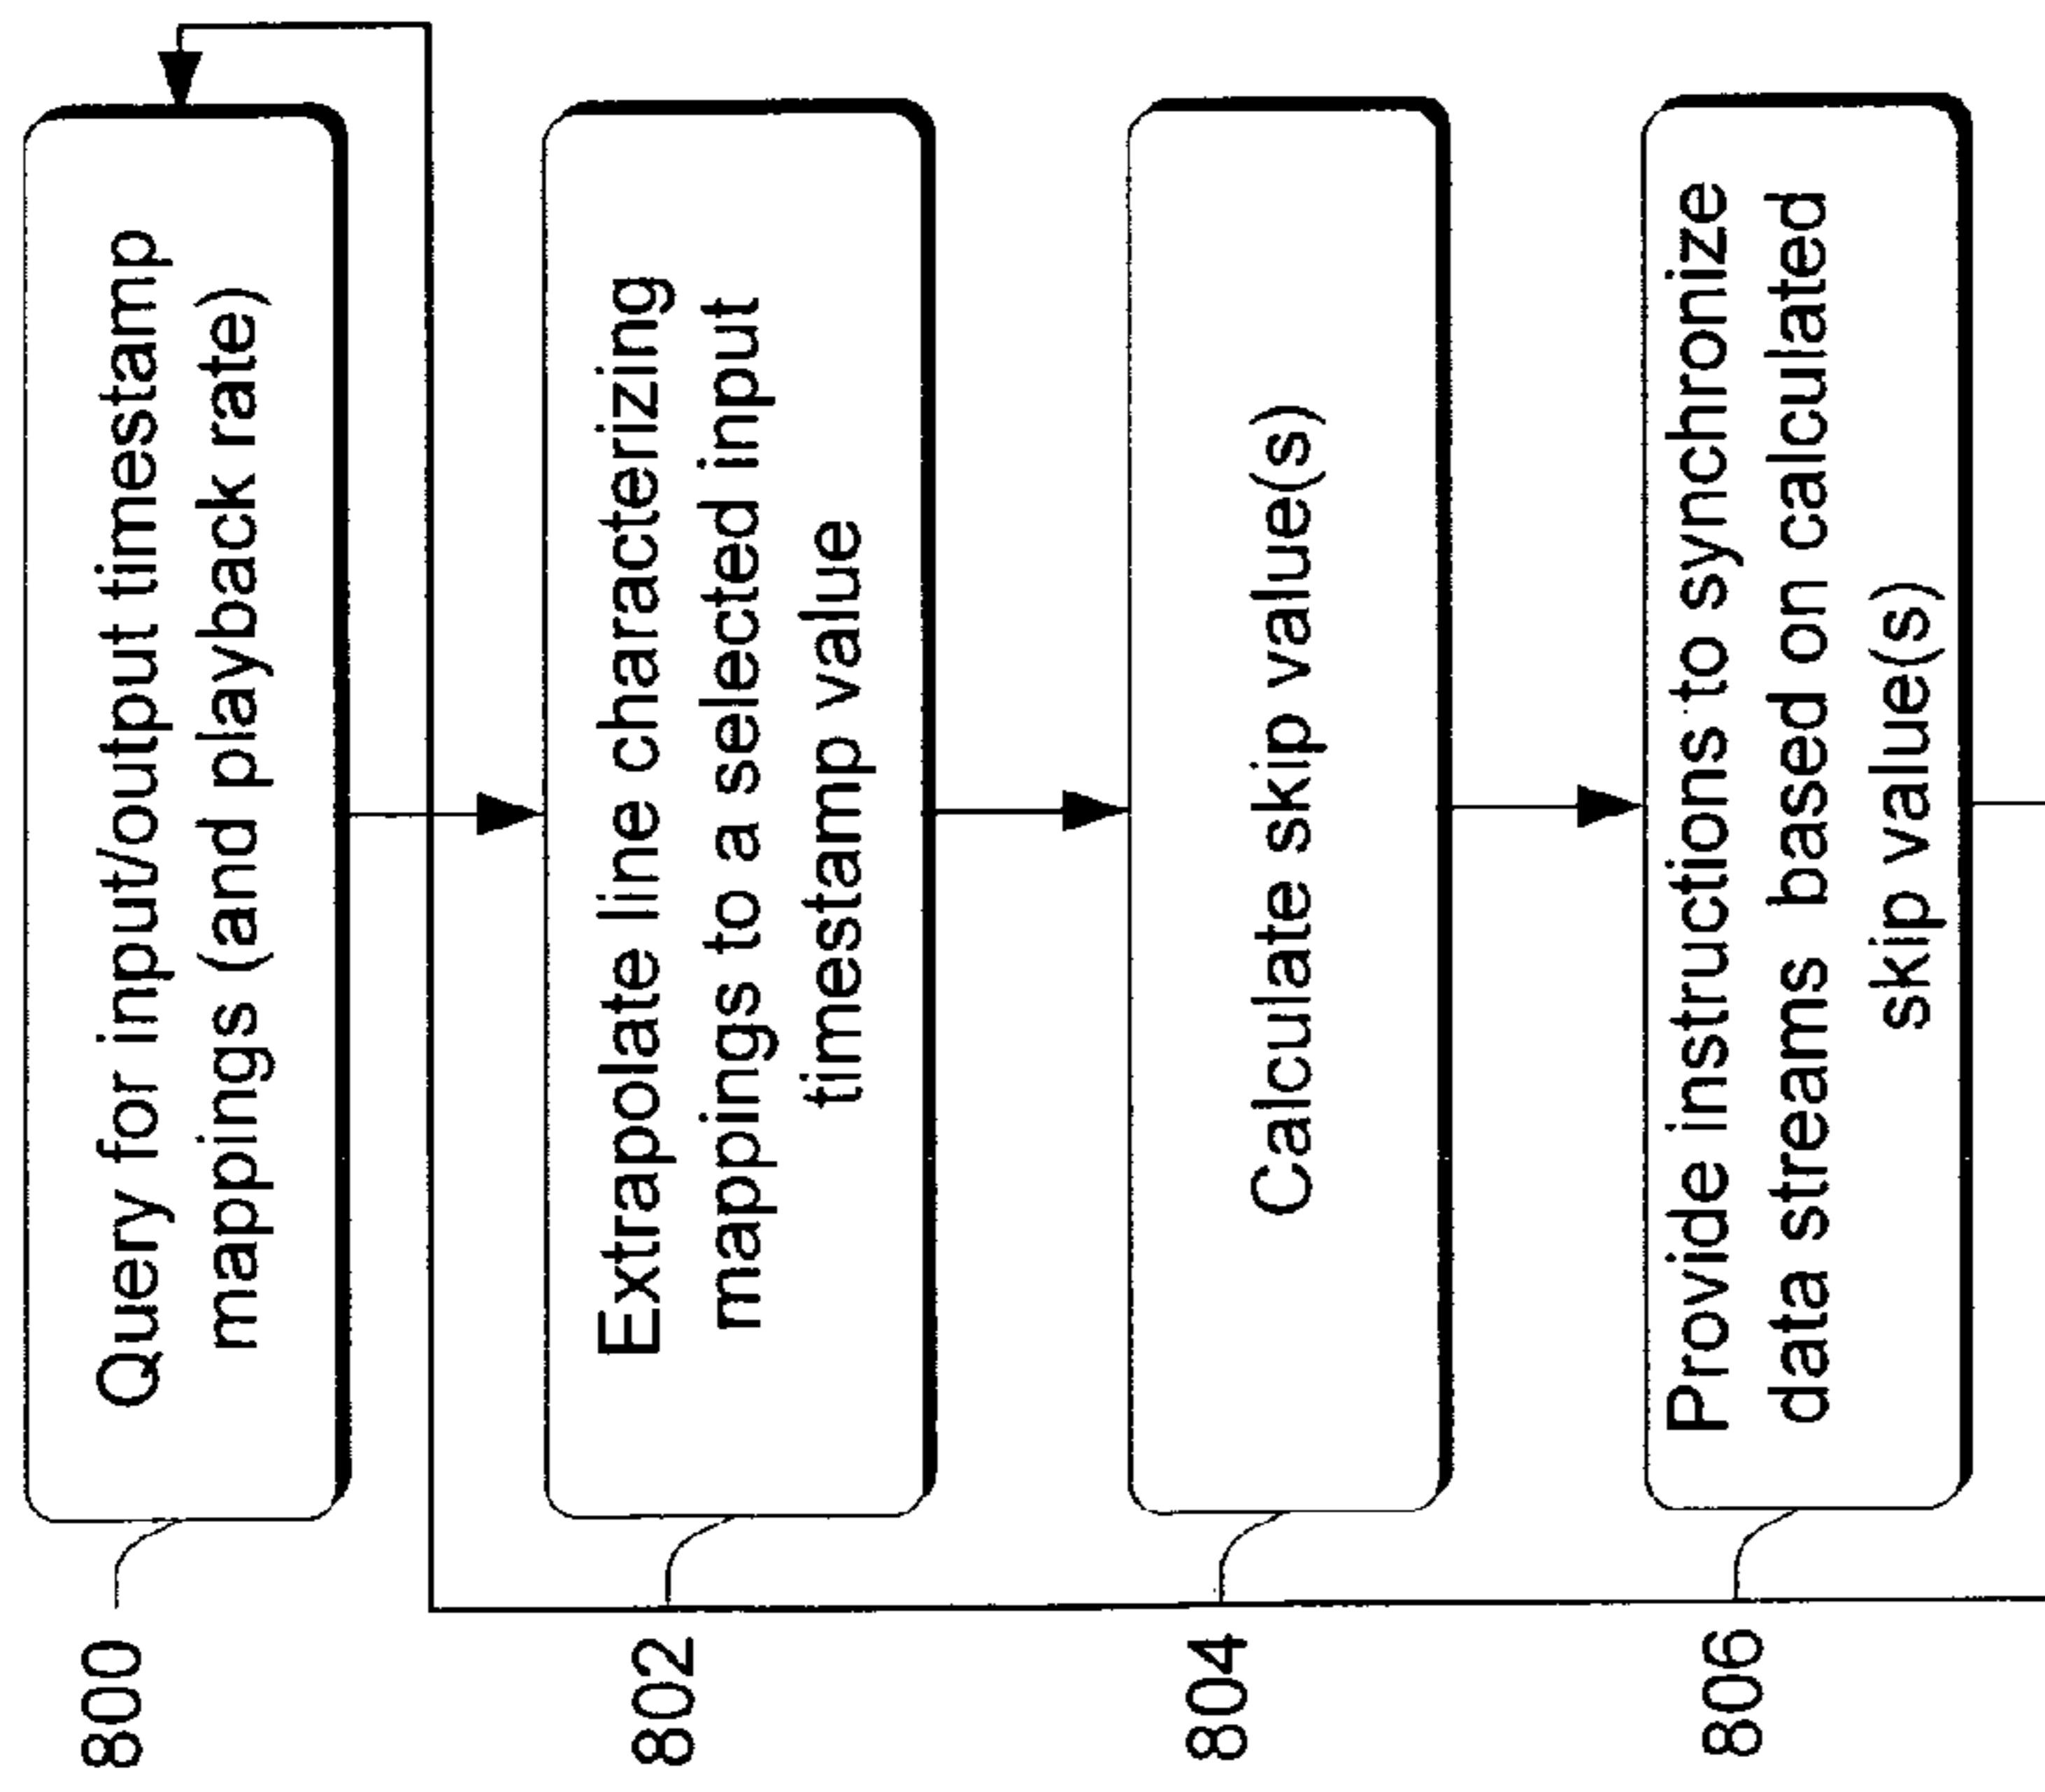 800
Query for input/output timestamp
mappings (and playback rate)
802
Extrapolate line characterizing
mappings to a selected input
timestamp value
804
Calculate skip value(s)
806
Provide instructions to synchronize
data streams based on calculated
skip value(s)